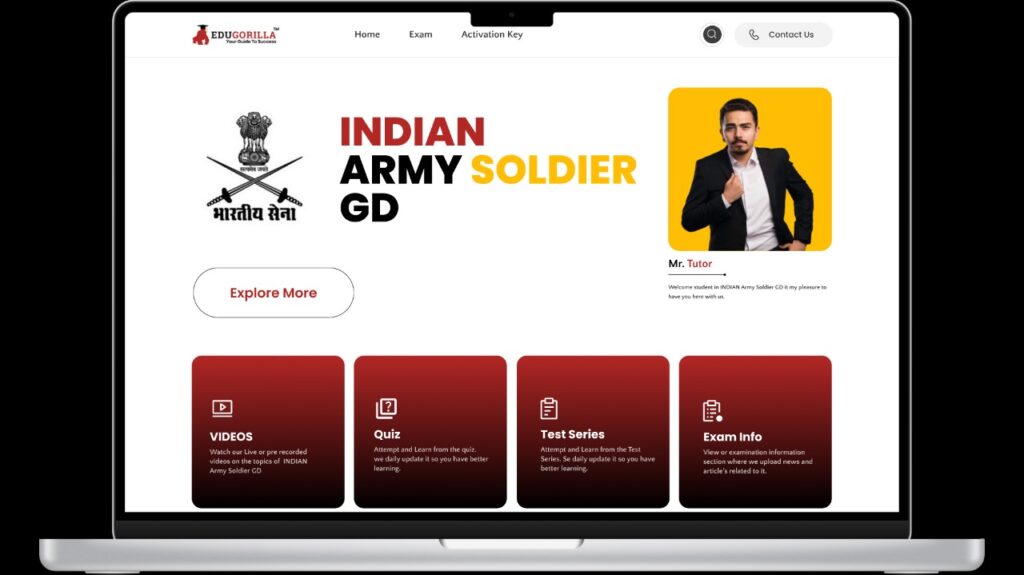 EDUGORILLA™
Your Guide To Success
Home
Exam
Activation Key
Contact Us
सत्यमेव जयते
भारतीय सेना
INDIAN
ARMY SOLDIER
GD
Explore More
Mr. Tutor
Welcome student in INDIAN Army Soldier GD it my pleasure to
have you here with us.
VIDEOS
Watch our Live or pre recorded
videos on the topics of INDIAN
Army Soldier GD
Quiz
Attempt and Learn from the quiz.
we daily update it so you have better
learning.
Test Series
Attempt and Learn from the Test
Series. Se daily update it so you have
better learning.
Exam Info
View or examination information
section where we upload news and
article's related to it.